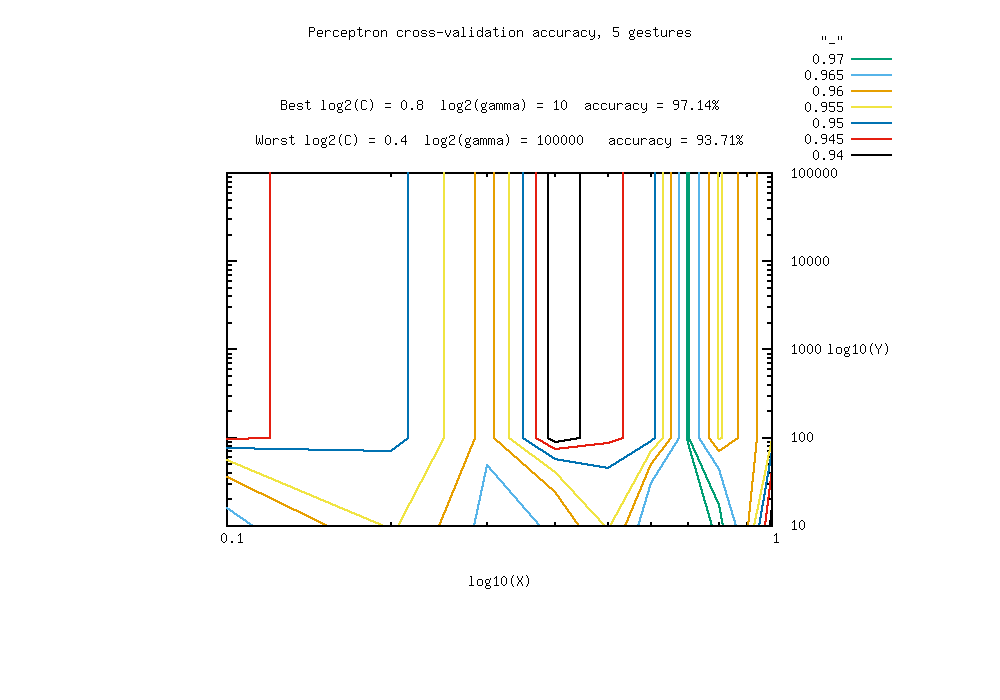 Perceptron cross-validation accuracy, 5 gestures
"_"
0.97
0.965
0.96
0.955
0.95
0.945
0.94
Best log2(C) = 0.8  log2(gamma) = 10  accuracy = 97.14%
Worst log2(C) = 0.4  log2(gamma) = 100000   accuracy = 93.71%
100000
10000
1000 log10(Y)
100
10
0.1 1
log10(X)